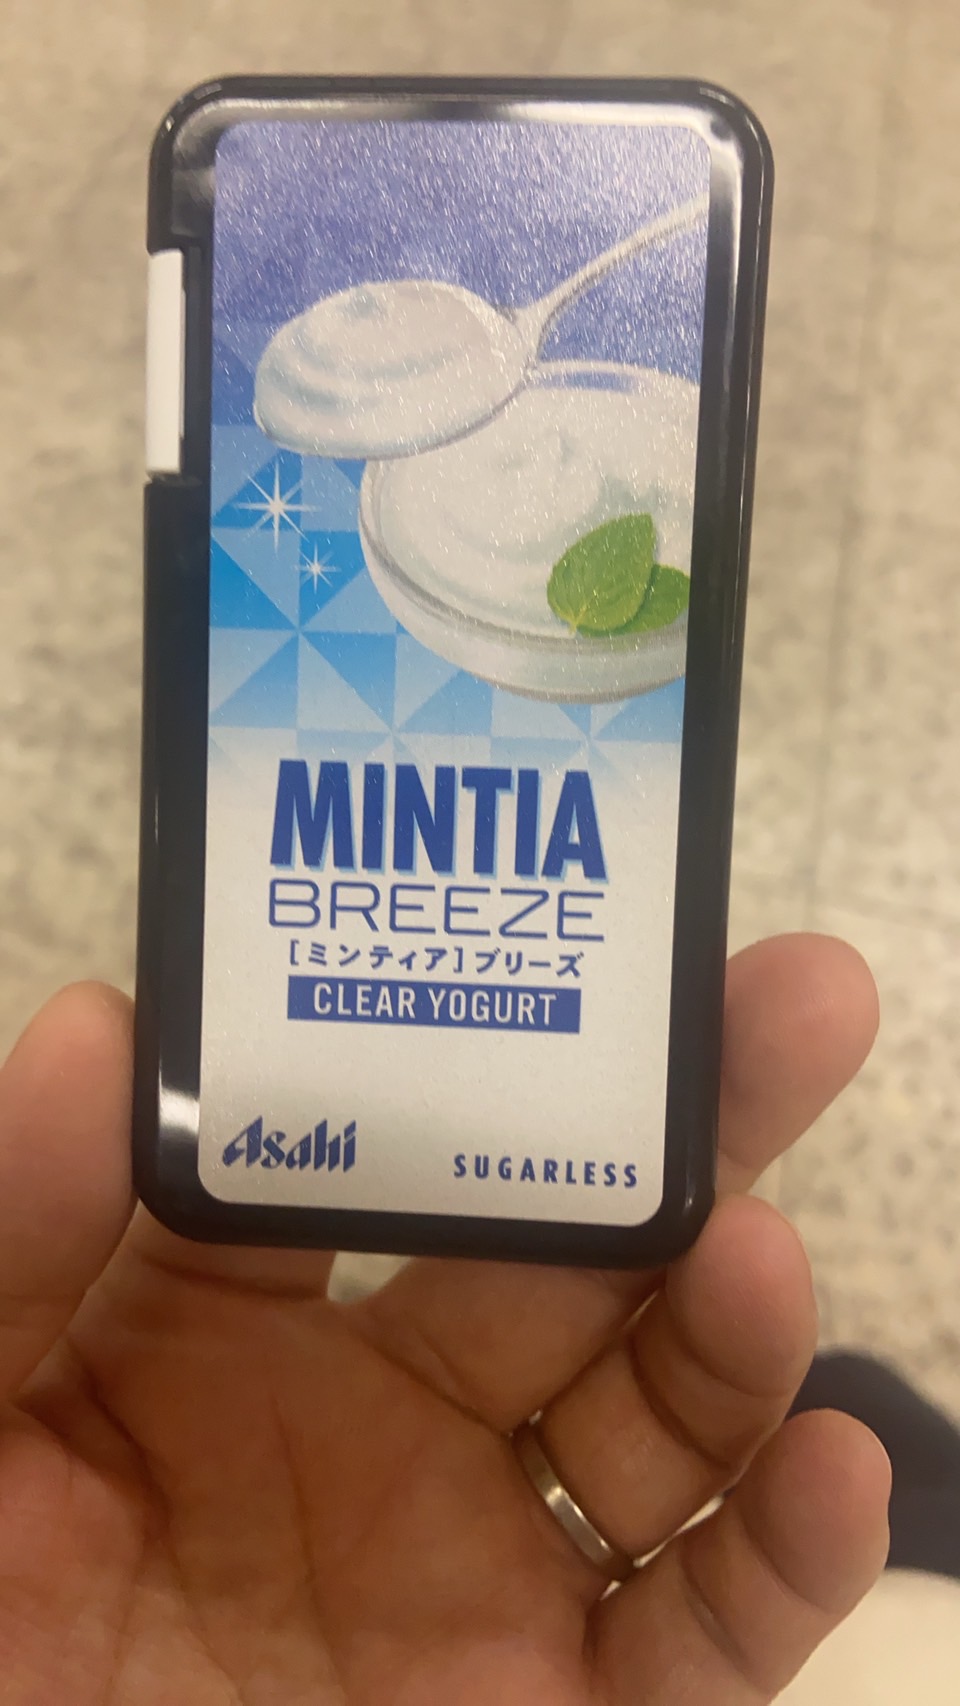 MINTIA
BREEZE
[ミンティア]ブリーズ
CLEAR YOGURT
Asahi
SUGARLESS